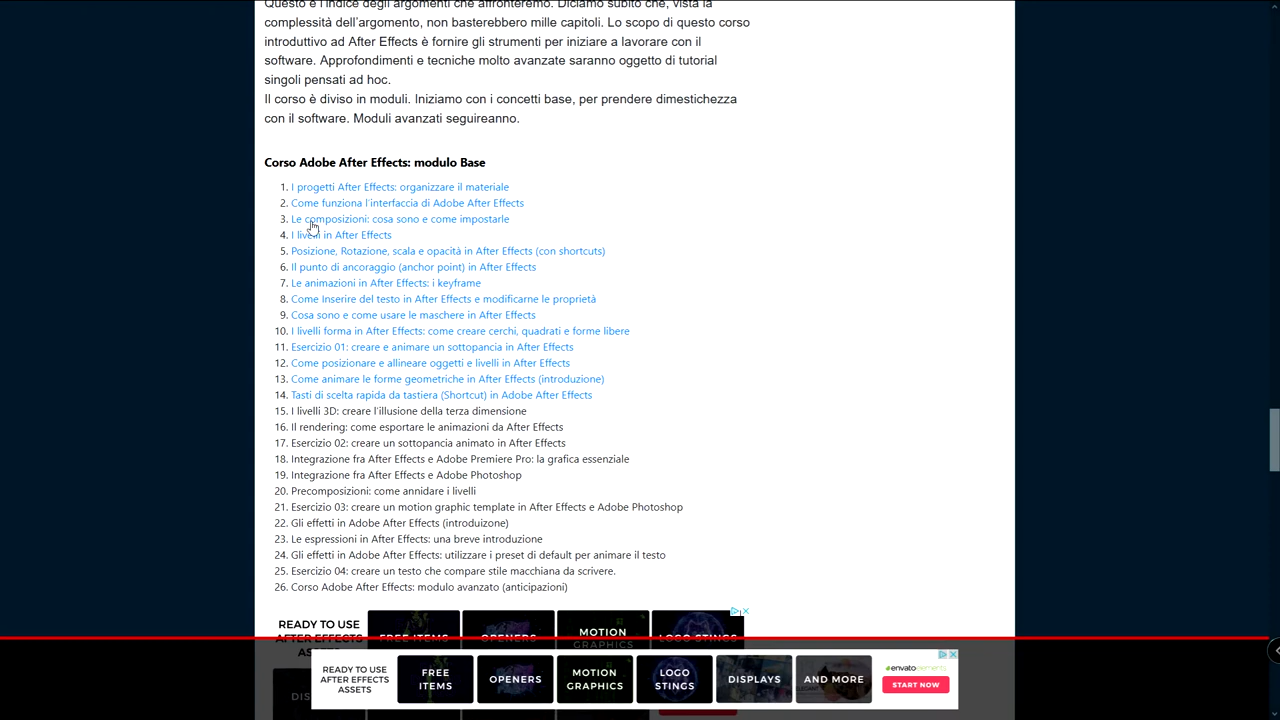 Questo è l'indice degli argomenti che affronteremo. Diciamo subito che, vista la
complessità dell'argomento, non basterebbero mille capitoli. Lo scopo di questo corso
introduttivo ad After Effects è fornire gli strumenti per iniziare a lavorare con il
software. Approfondimenti e tecniche molto avanzate saranno oggetto di tutorial
singoli pensati ad hoc.
Il corso è diviso in moduli. Iniziamo con i concetti base, per prendere dimestichezza
con il software. Moduli avanzati seguireanno.
Corso Adobe After Effects: modulo Base
1. I progetti After Effects: organizzare il materiale
2. Come funziona l'interfaccia di Adobe After Effects
3. Le composizioni: cosa sono e come impostarle
4. I livelli in After Effects
5. Posizione, Rotazione, scala e opacità in After Effects (con shortcuts)
6. Il punto di ancoraggio (anchor point) in After Effects
7. Le animazioni in After Effects: i keyframe
8. Come Inserire del testo in After Effects e modificarne le proprietà
9. Cosa sono e come usare le maschere in After Effects
10. I livelli forma in After Effects: come creare cerchi, quadrati e forme libere
11. Esercizio 01: creare e animare un sottopancia in After Effects
12. Come posizionare e allineare oggetti e livelli in After Effects
13. Come animare le forme geometriche in After Effects (introduzione)
14. Tasti di scelta rapida da tastiera (Shortcut) in Adobe After Effects
15. I livelli 3D: creare l'illusione della terza dimensione
16. Il rendering: come esportare le animazioni da After Effects
17. Esercizio 02: creare un sottopancia animato in After Effects
18. Integrazione fra After Effects e Adobe Premiere Pro: la grafica essenziale
19. Integrazione fra After Effects e Adobe Photoshop
20. Precomposizioni: come annidare i livelli
21. Esercizio 03: creare un motion graphic template in After Effects e Adobe Photoshop
22. Gli effetti in Adobe After Effects (introduizone)
23. Le espressioni in After Effects: una breve introduzione
24. Gli effetti in Adobe After Effects: utilizzare i preset di default per animare il testo
25. Esercizio 04: creare un testo che compare stile macchiana da scrivere.
26. Corso Adobe After Effects: modulo avanzato (anticipazioni)
READY TO USE
AFTER EFFECTS
FREE ITEMS
OPENERS
MOTION
GRAPHICS
LOGO STINGS
READY TO USE
AFTER EFFECTS
ASSETS
FREE
ITEMS
OPENERS
MOTION
GRAPHICS
LOGO
STINGS
DISPLAYS
AND MORE
envatoelements
START NOW